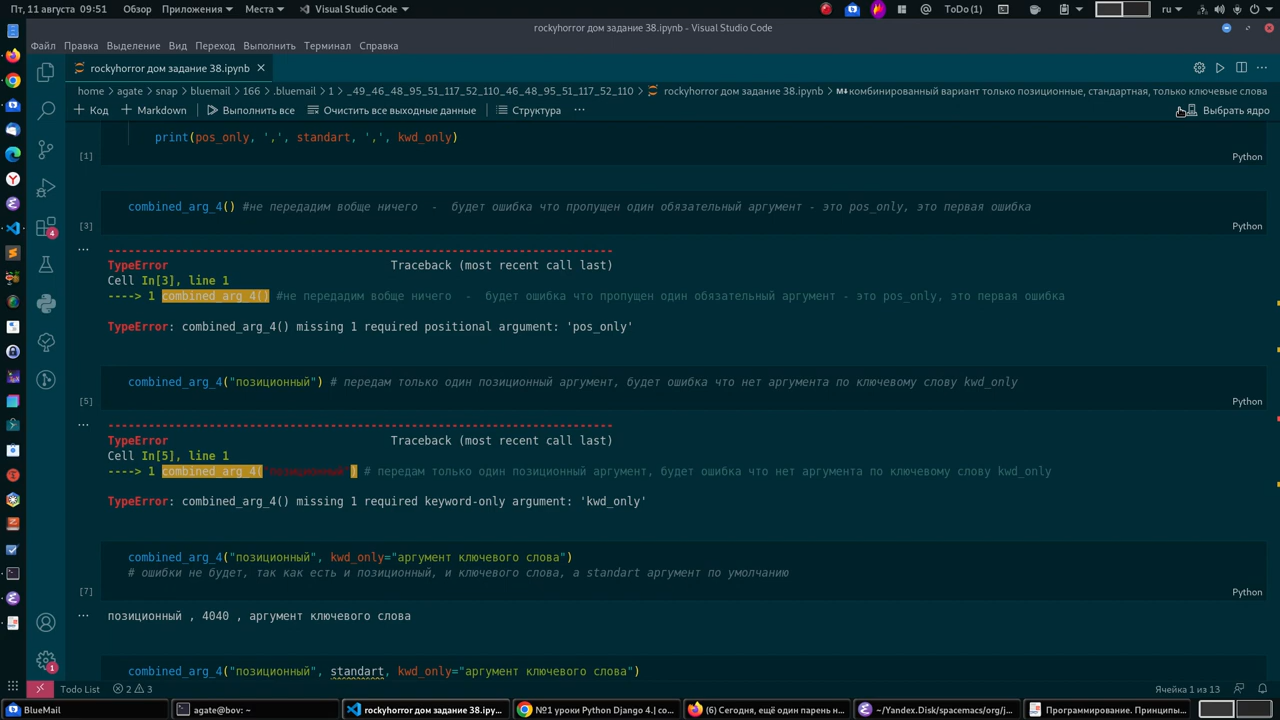 Пт, 11 августа 09:51 Обзор Приложения Места Visual Studio Code ToDo(1) ru
rockyhorror дом задание 38.ipynb - Visual Studio Code
Файл Правка Выделение Вид Переход Выполнить Терминал Справка
rockyhorror дом задание 38.ipynb
home > agate > snap > bluemail > 166 > .bluemail > 1 > _49_46_48_95_51_117_52_110_46_48_95_51_117_52_110 > rockyhorror дом задание 38.ipynb > M↓комбинированный вариант только позиционные, стандартная, только ключевые слова
+ Код + Markdown Выполнить все Очистить все выходные данные Структура ··· Выбрать ядро
print(pos_only, ',', standart, ',', kwd_only)
[1] Python
combined_arg_4() #не передадим вобще ничего - будет ошибка что пропущен один обязательный аргумент - это pos_only, это первая ошибка
[3] Python
---------------------------------------------------------------------------
TypeError Traceback (most recent call last)
Cell In[3], line 1
----> 1 combined_arg_4() #не передадим вобще ничего - будет ошибка что пропущен один обязательный аргумент - это pos_only, это первая ошибка
TypeError: combined_arg_4() missing 1 required positional argument: 'pos_only'
combined_arg_4("позиционный") # передам только один позиционный аргумент, будет ошибка что нет аргумента по ключевому слову kwd_only
[5] Python
---------------------------------------------------------------------------
TypeError Traceback (most recent call last)
Cell In[5], line 1
----> 1 combined_arg_4("позиционный") # передам только один позиционный аргумент, будет ошибка что нет аргумента по ключевому слову kwd_only
TypeError: combined_arg_4() missing 1 required keyword-only argument: 'kwd_only'
combined_arg_4("позиционный", kwd_only="аргумент ключевого слова")
# ошибки не будет, так как есть и позиционный, и ключевого слова, а standart аргумент по умолчанию
[7] Python
позиционный , 4040 , аргумент ключевого слова
combined_arg_4("позиционный", standart, kwd_only="аргумент ключевого слова")
Todo List 2 3 Ячейка 1 из 13
BlueMail agate@bov: ~ rockyhorror дом задание 38.ipy... №1 уроки Python Django 4.| co... (6) Сегодня, ещё один парень н... ~/Yandex.Disk/spacemacs/org/j... Программирование. Принципы...